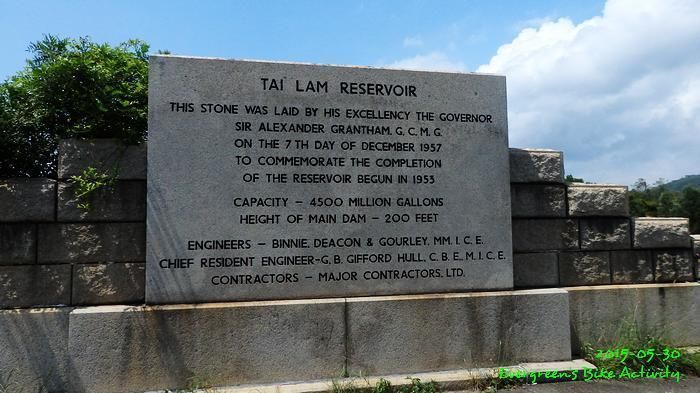 TAI LAM RESERVOIR
THIS STONE WAS LAID BY HIS EXCELLENCY THE GOVERNOR
SIR ALEXANDER GRANTHAM, G.C.M.G.
ON THE 7TH DAY OF DECEMBER 1957
TO COMMEMORATE THE COMPLETION
OF THE RESERVOIR BEGUN IN 1953
CAPACITY – 4500 MILLION GALLONS
HEIGHT OF MAIN DAM – 200 FEET
ENGINEERS – BINNIE, DEACON & GOURLEY, MM.I.C.E.
CHIEF RESIDENT ENGINEER-G.B. GIFFORD HULL, C.B.E., M.I.C.E.
CONTRACTORS – MAJOR CONTRACTORS, LTD.
2015-05-30
Evergreens Bike Activity